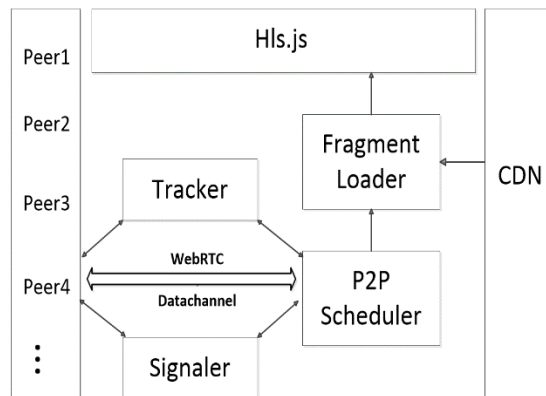 Hls.js
Peer1
Peer2
Peer3
Peer4
⋮
Tracker
WebRTC
Datachannel
Signaler
Fragment
Loader
P2P
Scheduler
CDN